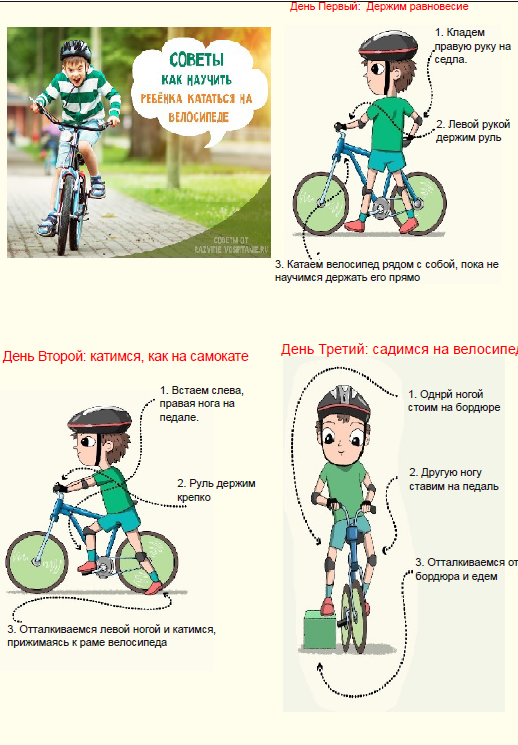 День Первый: Держим равновесие
СОВЕТЫ
КАК НАУЧИТЬ
РЕБЁНКА КАТАТЬСЯ НА
ВЕЛОСИПЕДЕ
СОВЕТЫ ОТ
RAZVITIE-VOSPITANIE.RU
1. Кладем
правую руку на
седла.
2. Левой рукой
держим руль
3. Катаем велосипед рядом с собой, пока не
научимся держать его прямо
День Второй: катимся, как на самокате
1. Встаем слева,
правая нога на
педале.
2. Руль держим
крепко
3. Отталкиваемся левой ногой и катимся,
прижимаясь к раме велосипеда
День Третий: садимся на велосипед
1. Однрй ногой
стоим на бордюре
2. Другую ногу
ставим на педаль
3. Отталкиваемся от
бордюра и едем